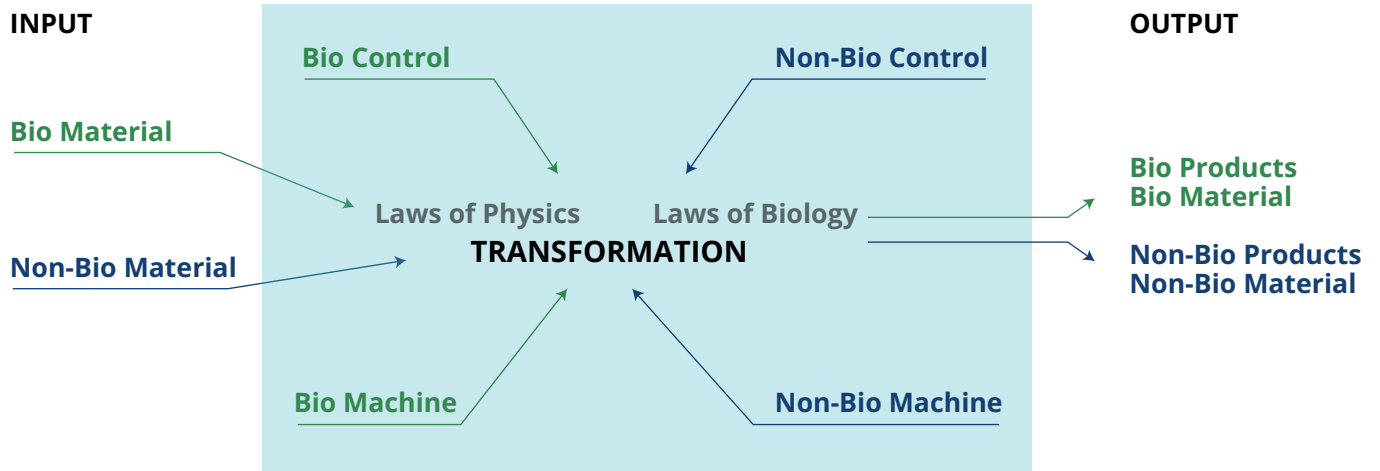 INPUT
OUTPUT
Bio Control
Non-Bio Control
Bio Material
Non-Bio Material
Laws of Physics
Laws of Biology
TRANSFORMATION
Bio Machine
Non-Bio Machine
Bio Products
Bio Material
Non-Bio Products
Non-Bio Material